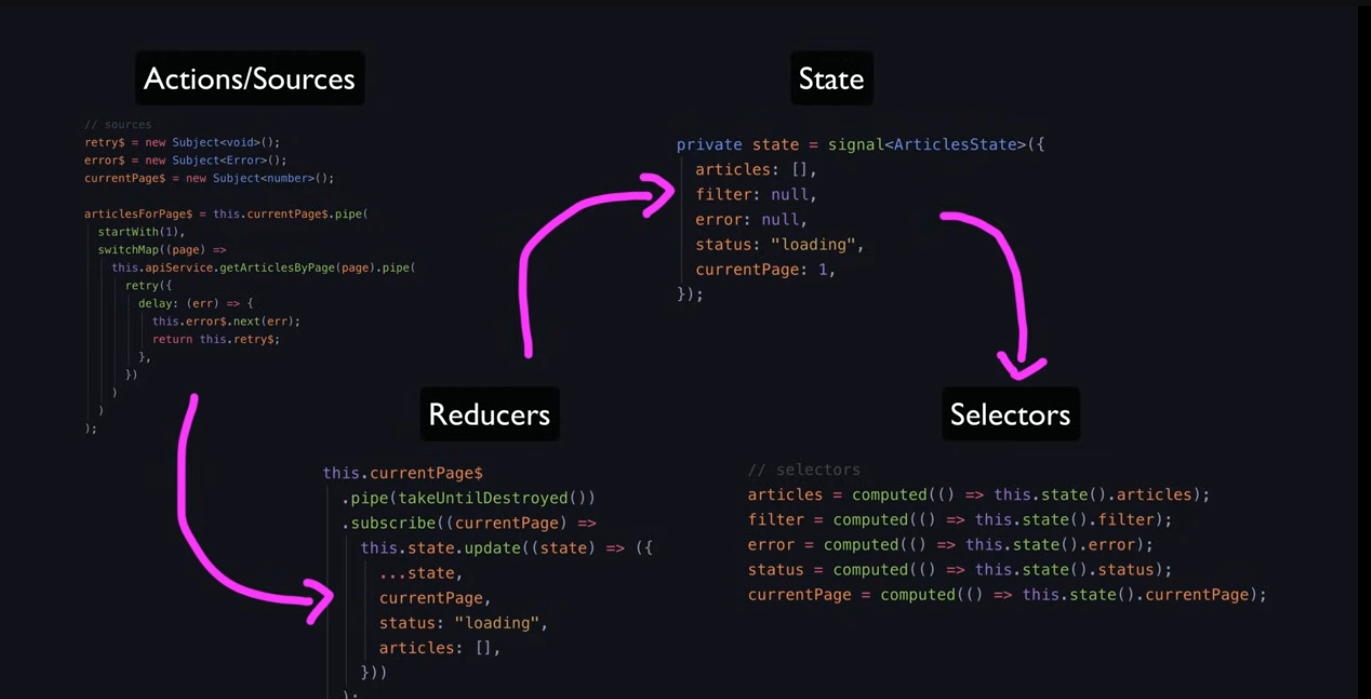 Actions/Sources
// sources
retry$ = new Subject<void>();
error$ = new Subject<Error>();
currentPage$ = new Subject<number>();
articlesForPage$ = this.currentPage$.pipe(
startWith(1),
switchMap((page) =>
this.apiService.getArticlesByPage(page).pipe(
retry({
delay: (err) => {
this.error$.next(err);
return this.retry$;
},
})
)
)
);
Reducers
this.currentPage$
.pipe(takeUntilDestroyed())
.subscribe((currentPage) =>
this.state.update((state) => ({
...state,
currentPage,
status: "loading",
articles: [],
}))
);
State
private state = signal<ArticlesState>({
articles: [],
filter: null,
error: null,
status: "loading",
currentPage: 1,
});
Selectors
// selectors
articles = computed(() => this.state().articles);
filter = computed(() => this.state().filter);
error = computed(() => this.state().error);
status = computed(() => this.state().status);
currentPage = computed(() => this.state().currentPage);